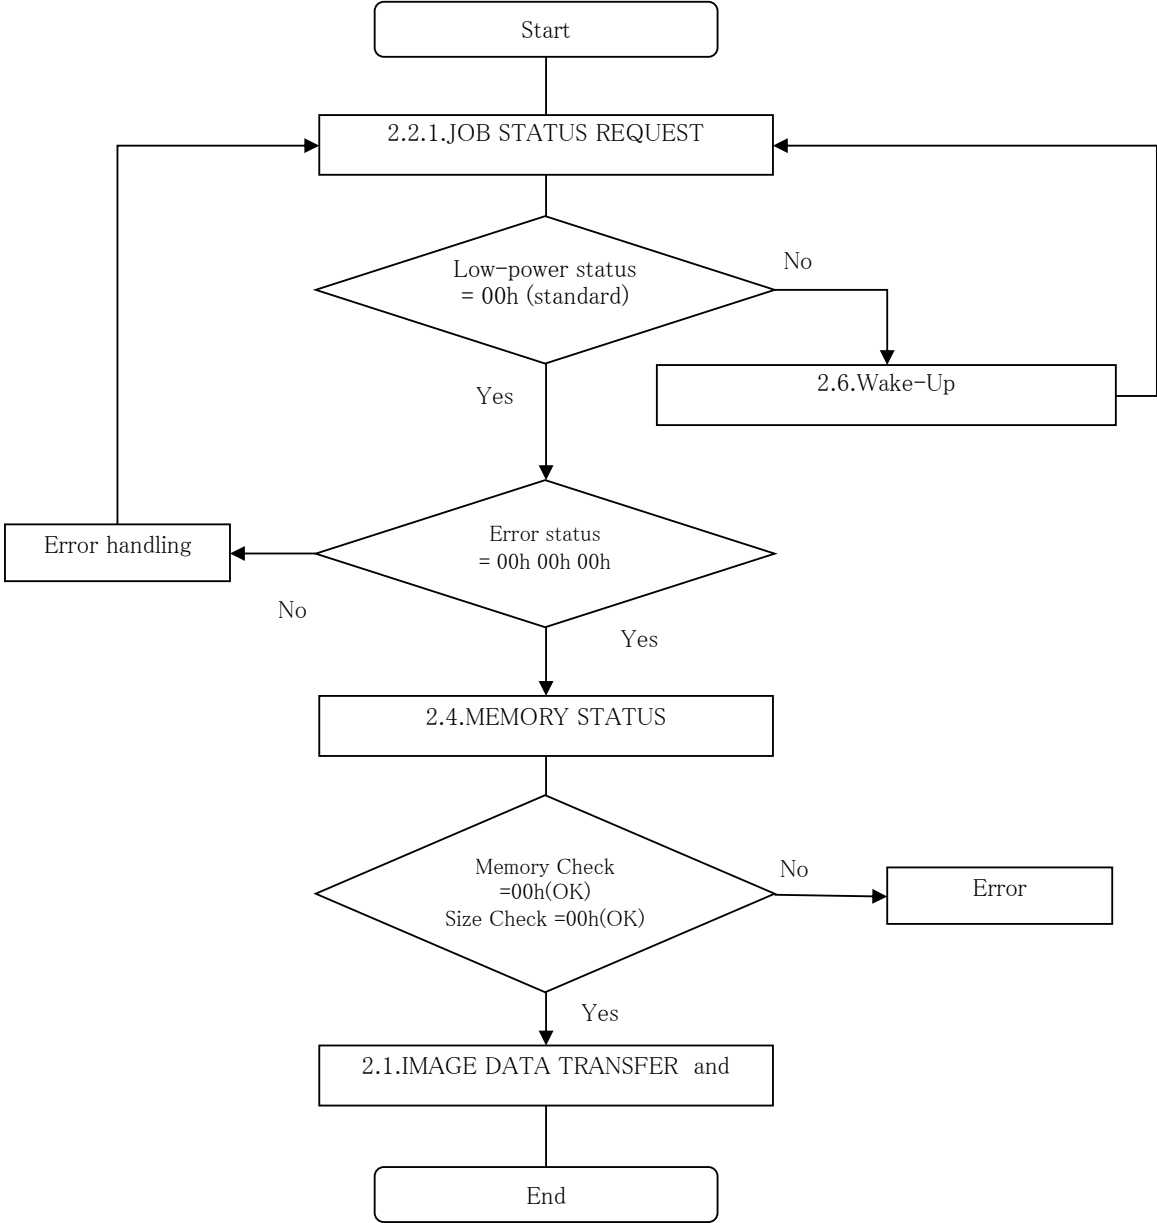 Start
2.2.1.JOB STATUS REQUEST
Low-power status
= 00h (standard)
No
2.6.Wake-Up
Yes
Error status
= 00h 00h 00h
Error handling
No
Yes
2.4.MEMORY STATUS
Memory Check
=00h(OK)
Size Check =00h(OK)
No
Error
Yes
2.1.IMAGE DATA TRANSFER and
End